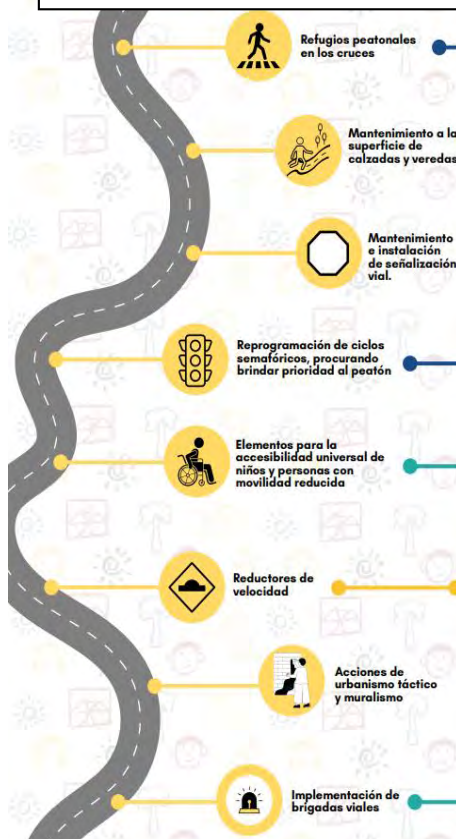 Refugios peatonales
en los cruces
Mantenimiento a la
superficie de
calzadas y veredas
Mantenimiento
e instalación
de señalización
vial.
Reprogramación de ciclos
semafóricos, procurando
brindar prioridad al peatón
Elementos para la
accesibilidad universal de
niños y personas con
movilidad reducida
Reductores de
velocidad
Acciones de
urbanismo táctico
y muralismo
Implementación de
brigadas viales